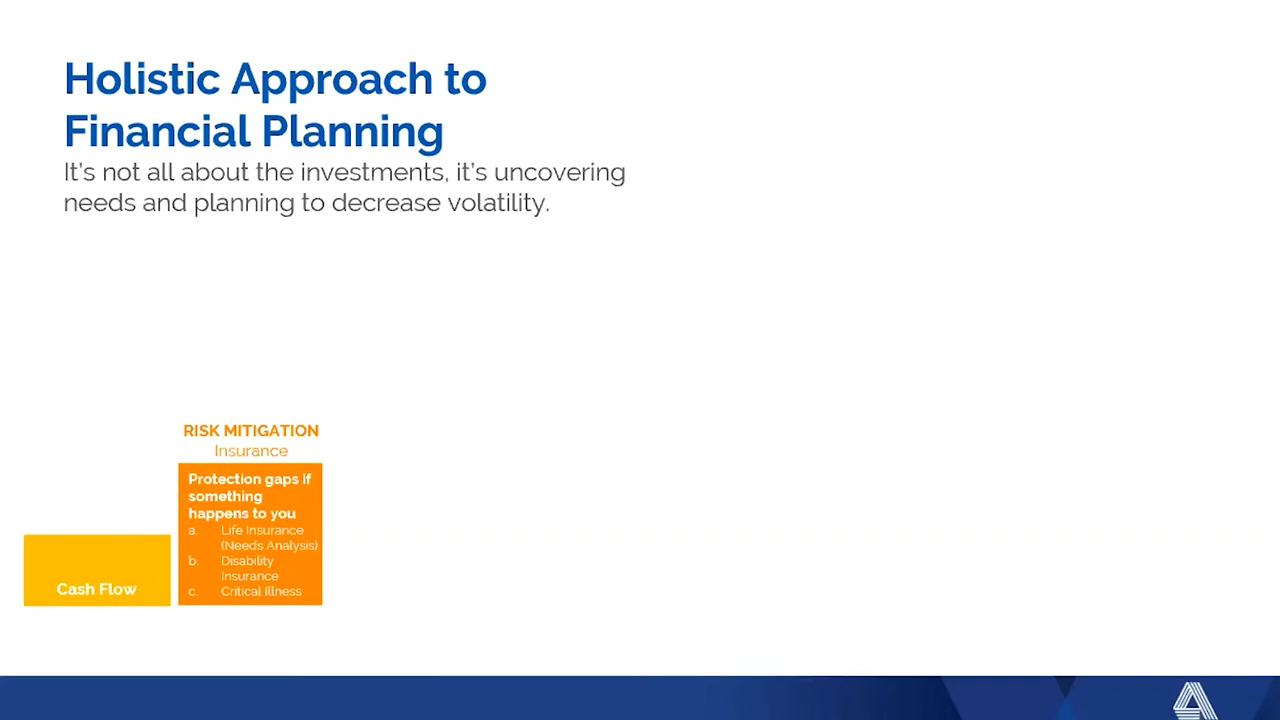 Holistic Approach to
Financial Planning
It's not all about the investments, it's uncovering
needs and planning to decrease volatility.
RISK MITIGATION
Insurance
Protection gaps if
something
happens to you
a. Life Insurance
(Needs Analysis)
b. Disability
Insurance
c. Critical Illness
Cash Flow